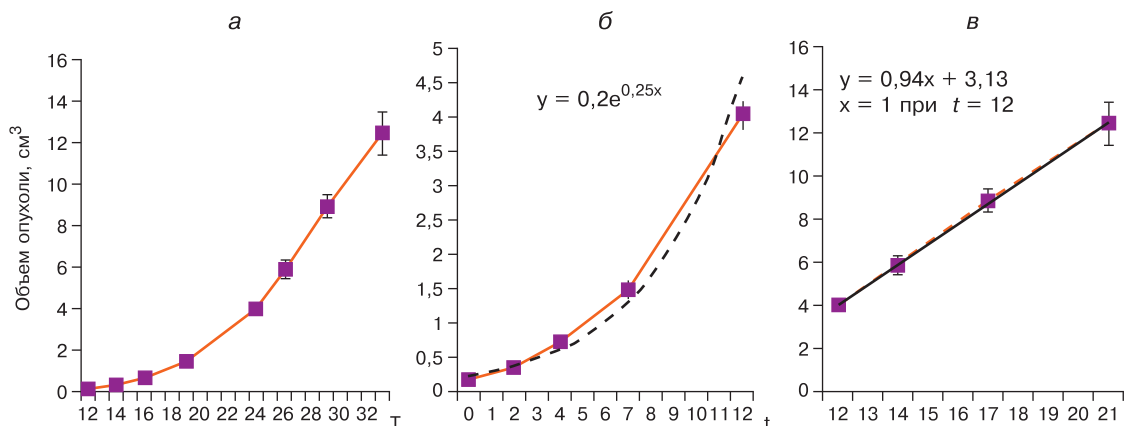 а
б
в
Объем опухоли, см³
16
14
12
10
8
6
4
2
0
12 14 16 18 20 22 24 26 28 30 32 T
5
4,5
4
3,5
3
2,5
2
1,5
1
0,5
0
y = 0,2e^0,25x
0 1 2 3 4 5 6 7 8 9 10 11 12 t
16
14
12
10
8
6
4
2
0
y = 0,94x + 3,13
x = 1 при t = 12
12 13 14 15 16 17 18 19 20 21